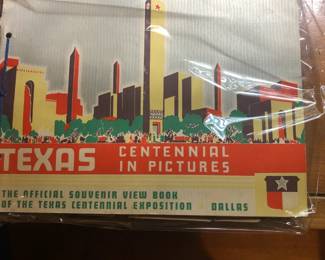 TEXAS CENTENNIAL
IN PICTURES
THE OFFICIAL SOUVENIR VIEW BOOK
OF THE TEXAS CENTENNIAL EXPOSITION DALLAS